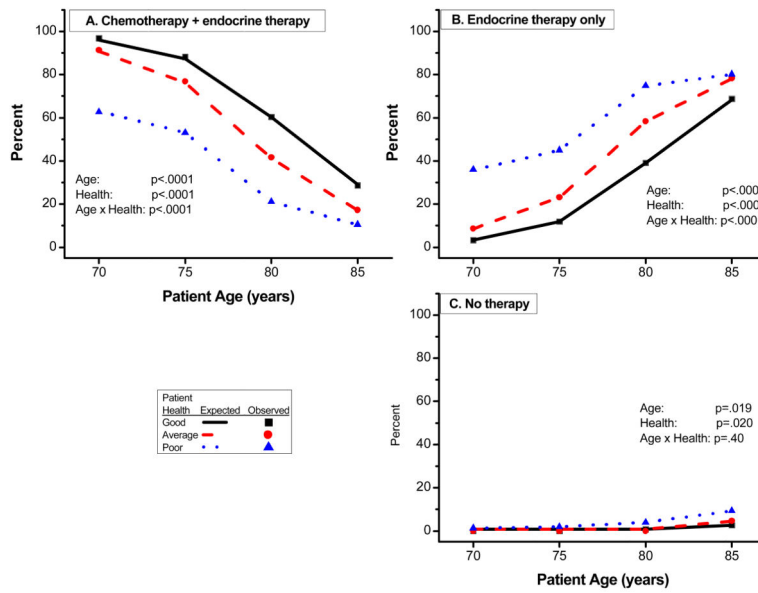 A. Chemotherapy + endocrine therapy
100
80
60
40
20
0
Percent
Age: p<.0001
Health: p<.0001
Age x Health: p<.0001
70 75 80 85
Patient Age (years)
B. Endocrine therapy only
100
80
60
40
20
0
Percent
Age: p<.000
Health: p<.000
Age x Health: p<.000
70 75 80 85
C. No therapy
100
80
60
40
20
0
Percent
Age: p=.019
Health: p=.020
Age x Health: p=.40
70 75 80 85
Patient Age (years)
Patient
Health Expected Observed
Good
Average
Poor